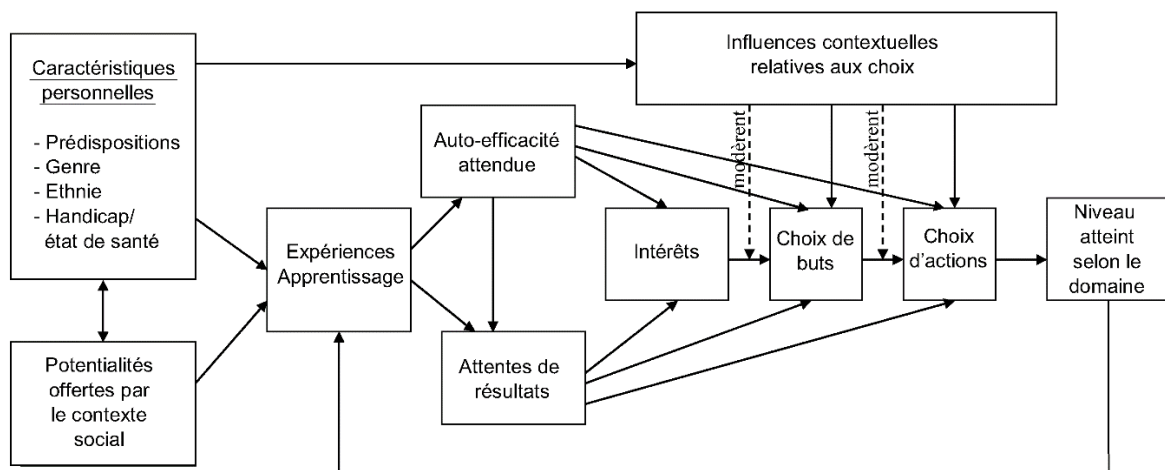 Caractéristiques
personnelles
- Prédispositions
- Genre
- Ethnie
- Handicap/
état de santé
Potentialités
offertes par
le contexte
social
Expériences
Apprentissage
Auto-efficacité
attendue
Attentes de
résultats
Influences contextuelles
relatives aux choix
modèrent
modèrent
Intérêts
Choix de
buts
Choix
d'actions
Niveau
atteint
selon le
domaine